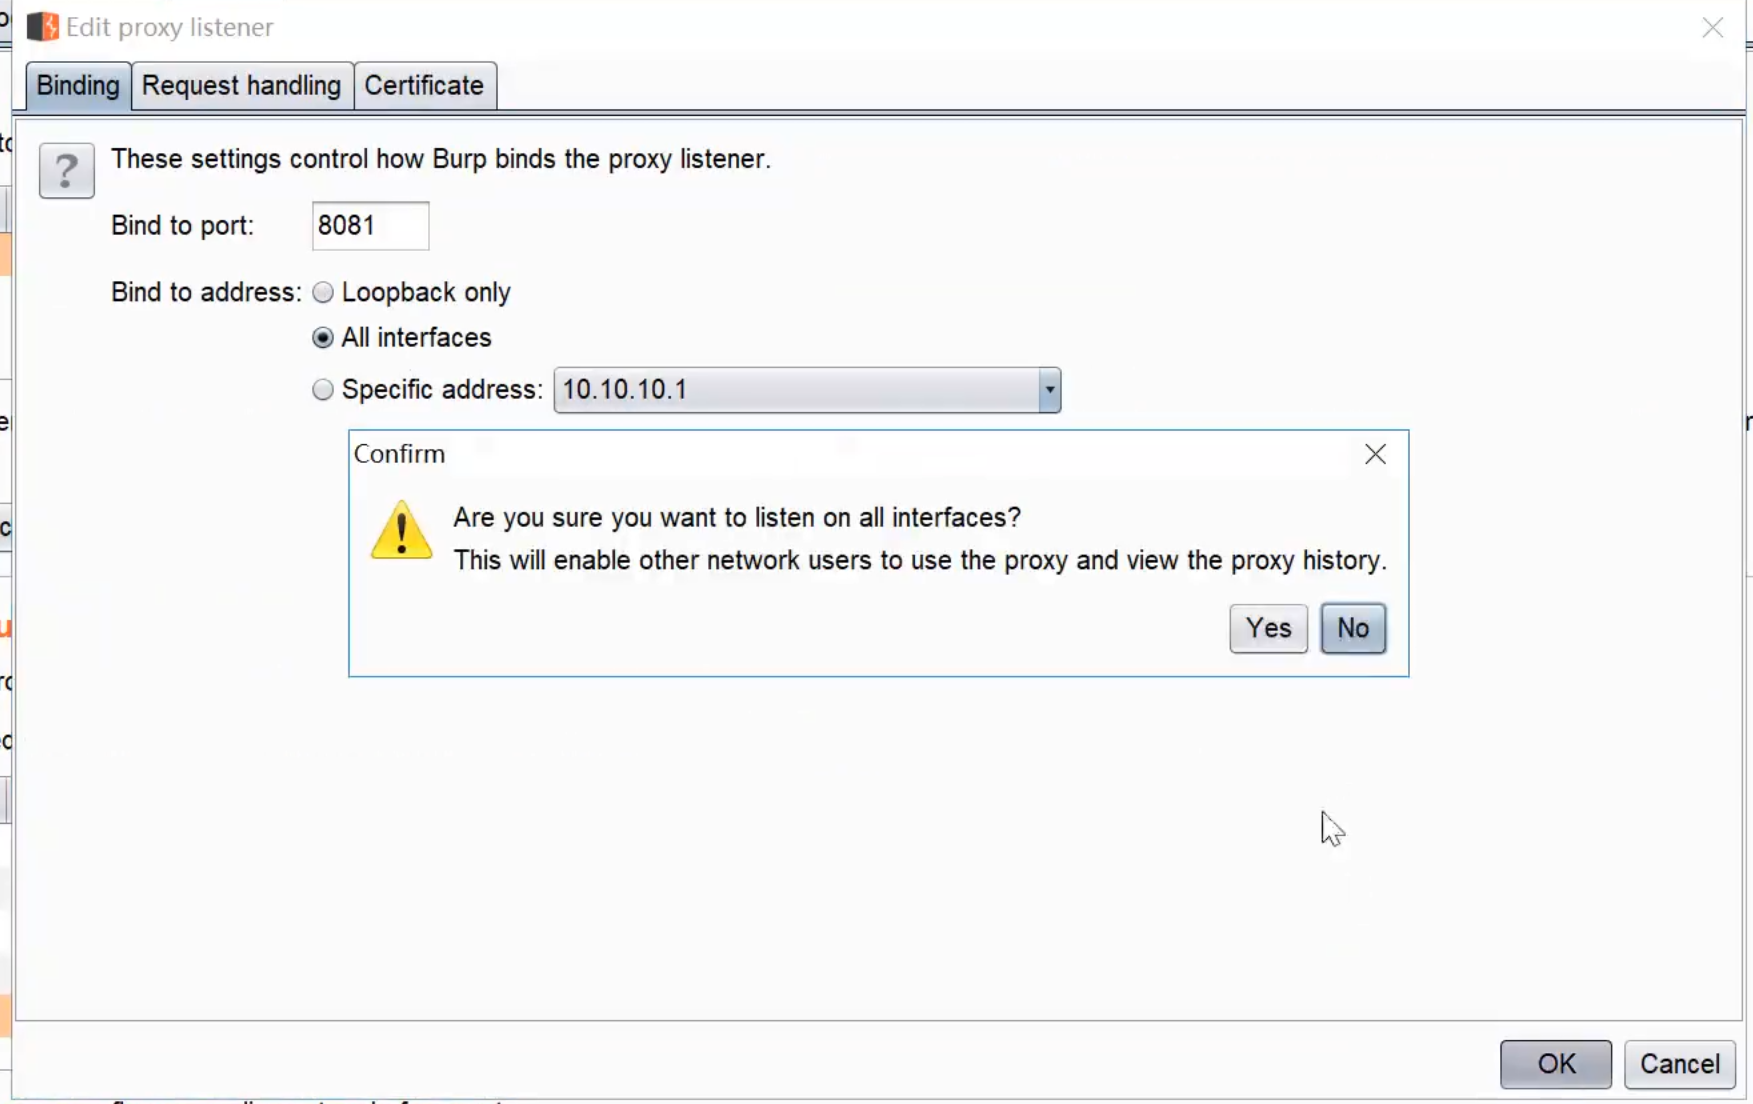 Edit proxy listener
Binding
Request handling
Certificate
?
These settings control how Burp binds the proxy listener.
Bind to port:
8081
Bind to address:
Loopback only
All interfaces
Specific address:
10.10.10.1
Confirm
Are you sure you want to listen on all interfaces?
This will enable other network users to use the proxy and view the proxy history.
Yes
No
OK
Cancel